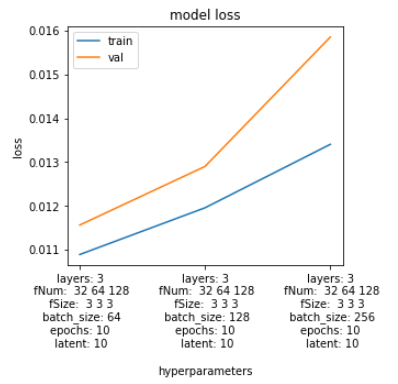 model loss
train
val
0.016
0.015
0.014
0.013
0.012
0.011
loss
layers: 3
fNum:  32 64 128
fSize:  3 3 3
batch_size: 64
epochs: 10
latent: 10
layers: 3
fNum:  32 64 128
fSize:  3 3 3
batch_size: 128
epochs: 10
latent: 10
layers: 3
fNum:  32 64 128
fSize:  3 3 3
batch_size: 256
epochs: 10
latent: 10
hyperparameters